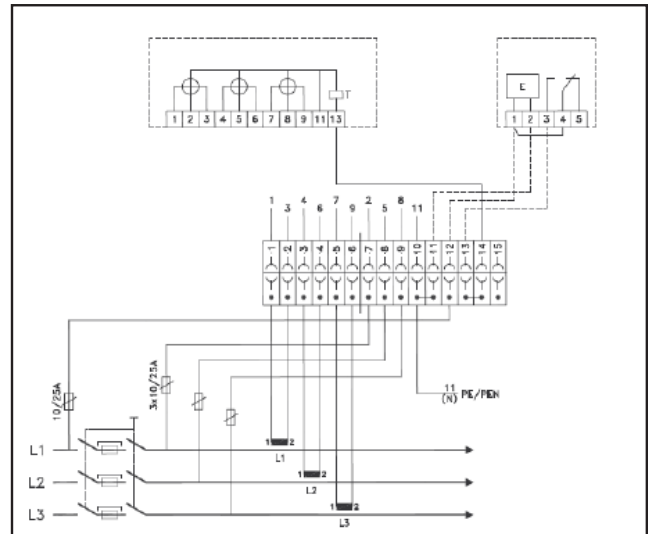 T
E
1 2 3 4 5 6 7 8 9 11 13
1 2 3 4 5
1 3 4 6 7 9 2 5 8 11
1 2 3 4 5 6 7 8 9 10 11 12 13 14 15
10/25A
3x10/25A
11
(N) PE/PEN
L1
1 2
L1
L2
1 2
L2
L3
1 2
L3